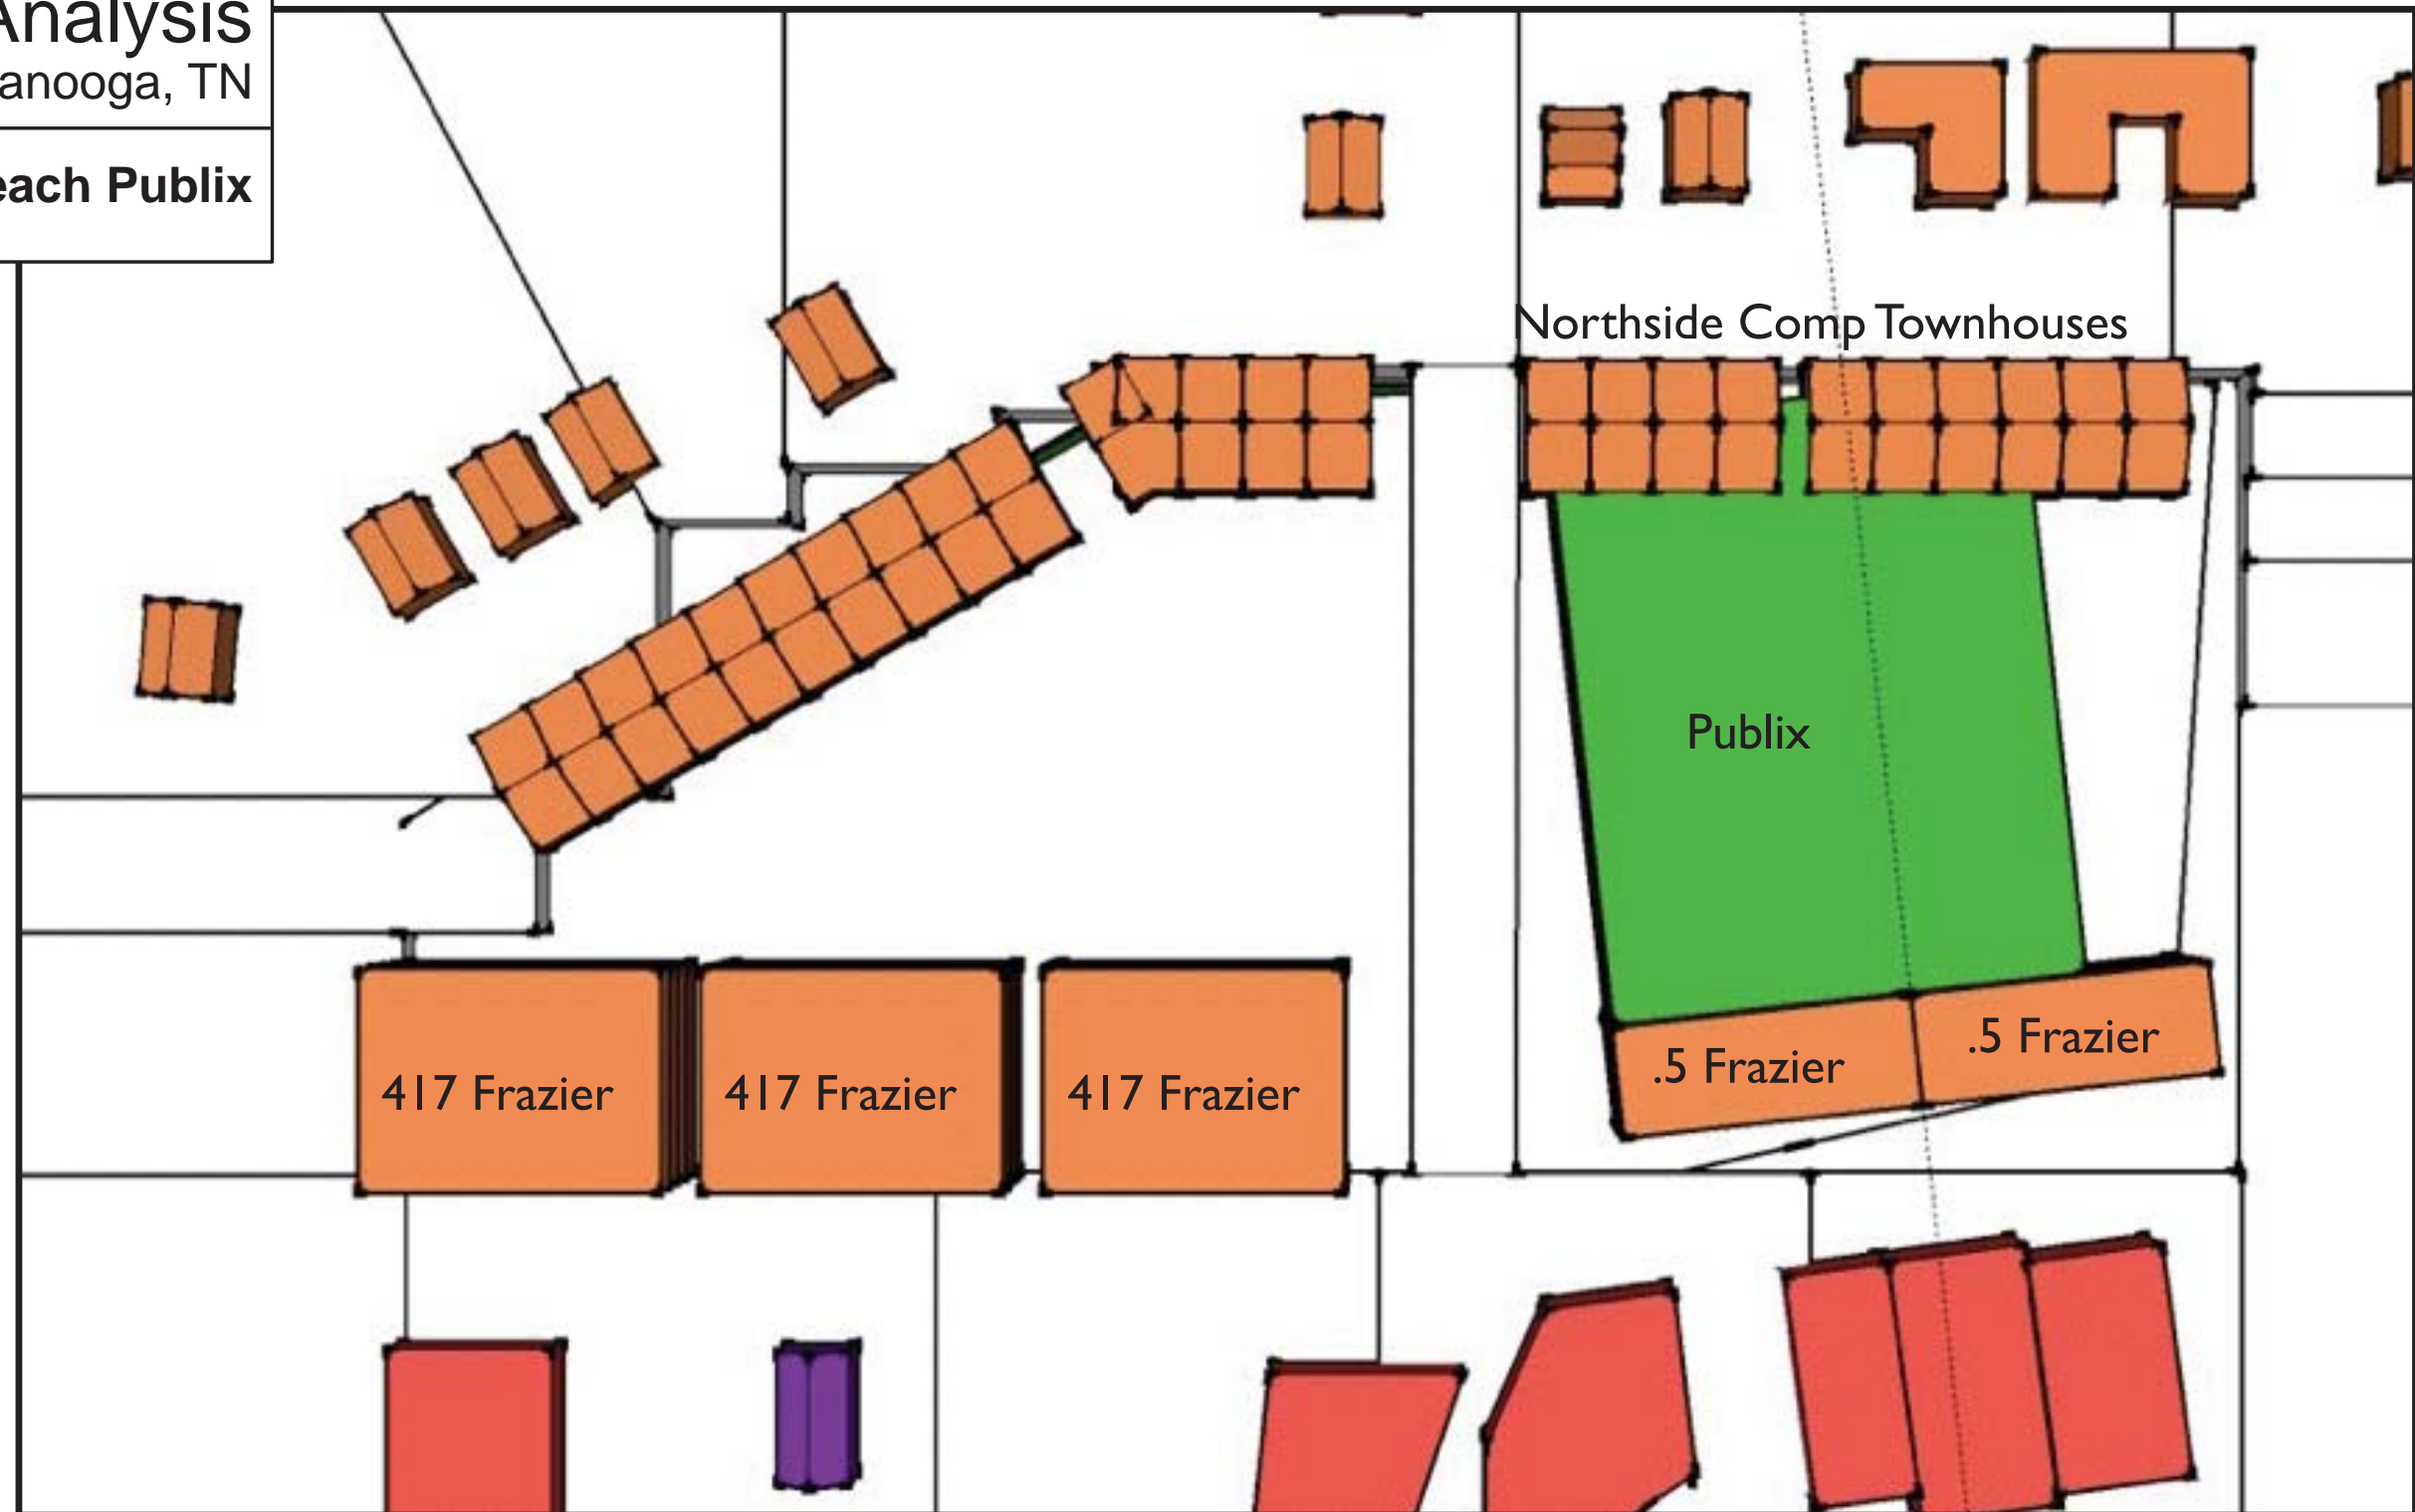 Analysis
anooga, TN
each Publix
Northside Comp Townhouses
Publix
.5 Frazier
.5 Frazier
417 Frazier
417 Frazier
417 Frazier